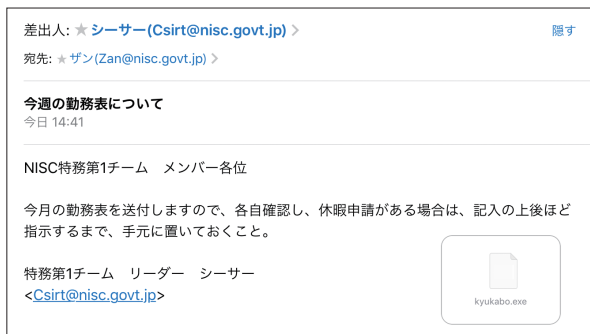 差出人: ★シーサー(Csirt@nisc.govt.jp) >
隠す
宛先: ★ザン(Zan@nisc.govt.jp) >
今週の勤務表について
今日 14:41
NISC特務第1チーム　メンバー各位
今月の勤務表を送付しますので、各自確認し、休暇申請がある場合は、記入の上後ほど
指示するまで、手元に置いておくこと。
特務第1チーム　リーダー　シーサー
<Csirt@nisc.govt.jp>
kyukabo.exe